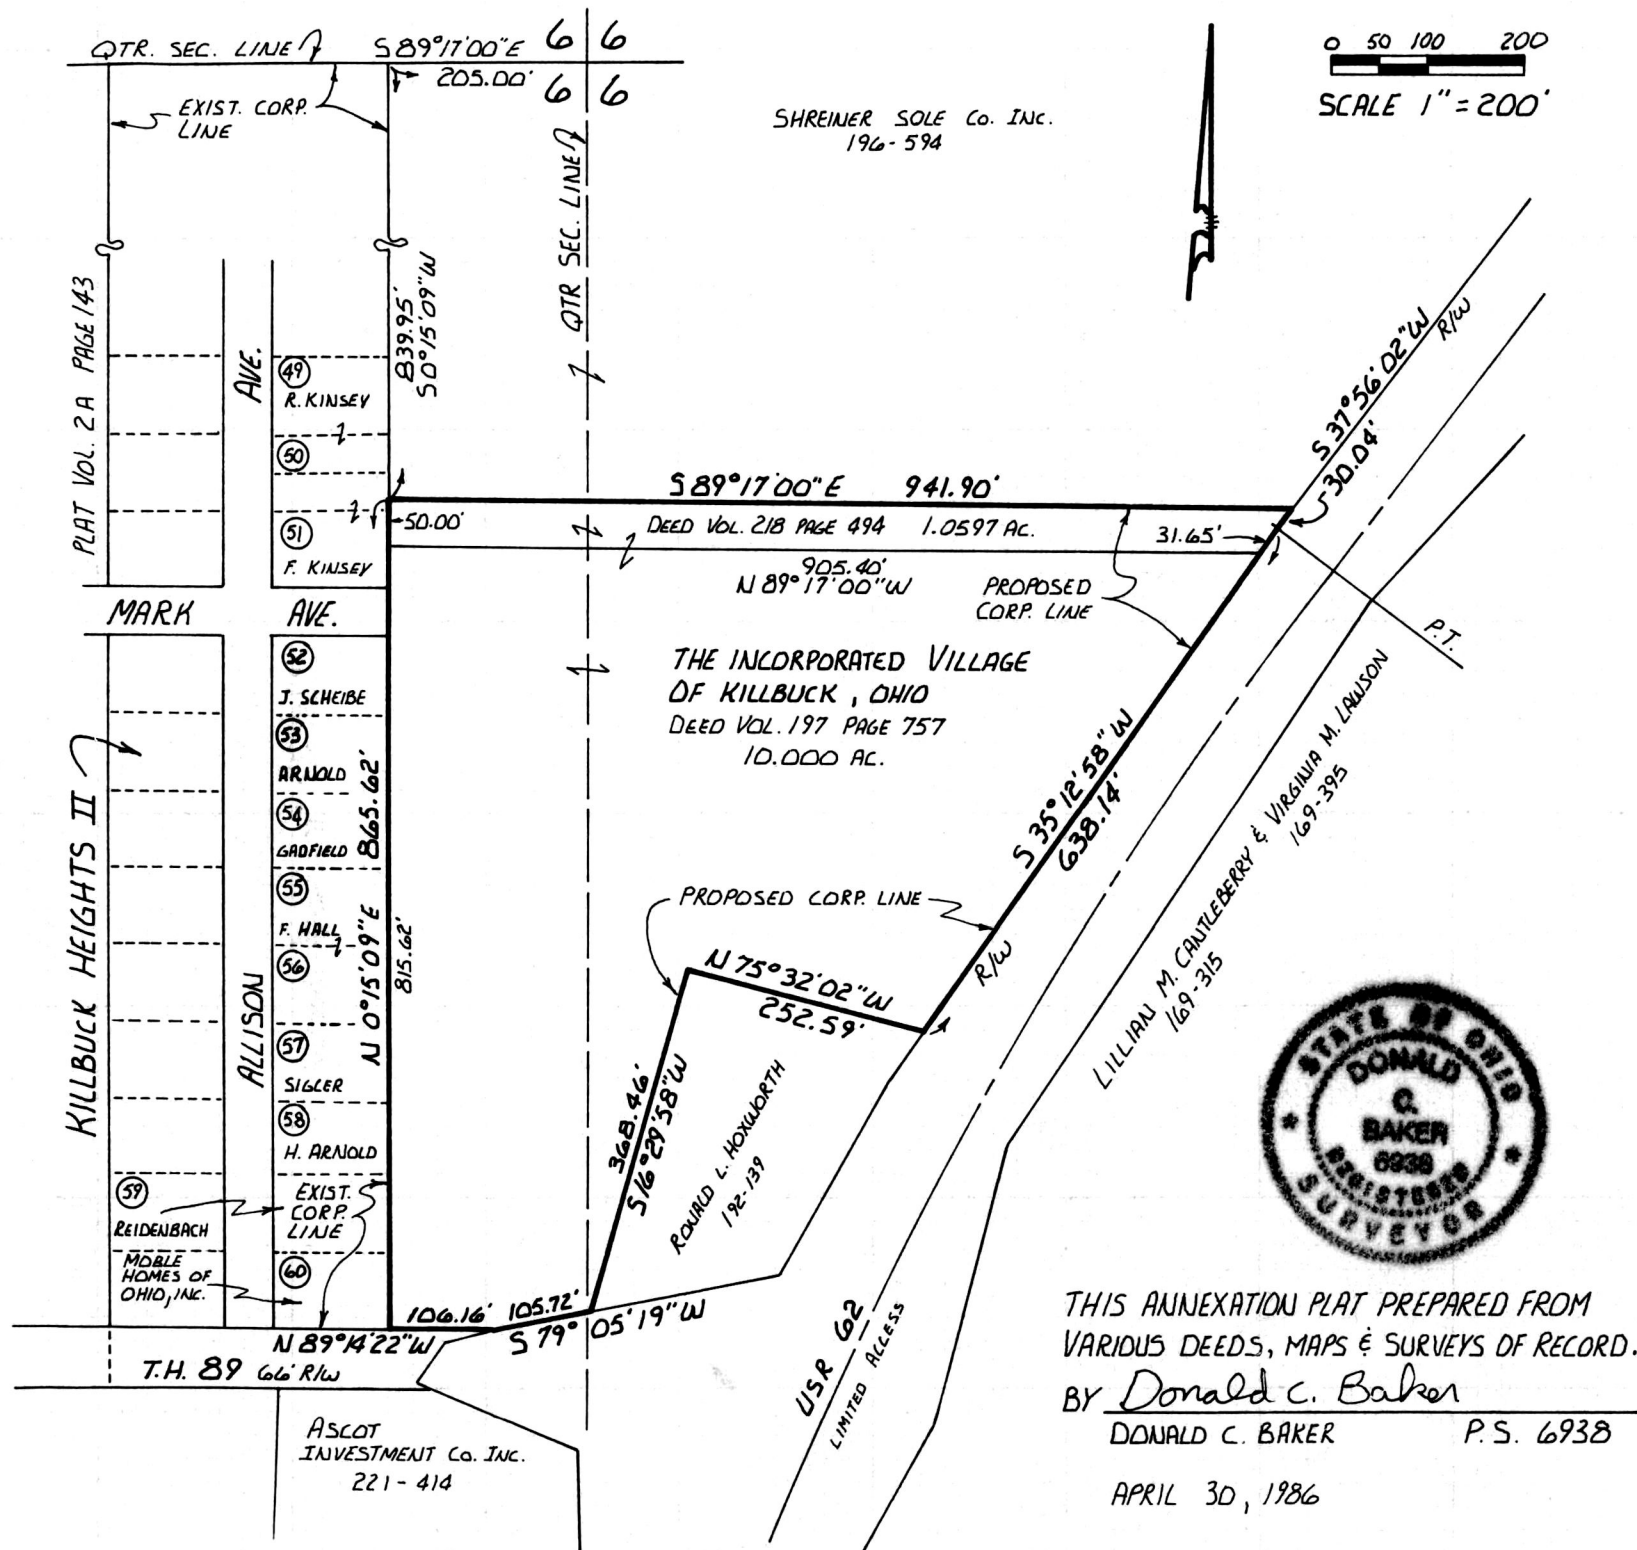 QTR. SEC. LINE
S 89°17'00"E
6 6
205.00'
6 6
EXIST. CORP.
LINE
QTR SEC. LINE
SHREINER SOLE CO. INC.
196-594
0 50 100 200
SCALE 1" = 200'
PLAT VOL. 2A PAGE 143
AVE.
839.95'
S 0°15'09"W
49
R. KINSEY
50
51
F. KINSEY
S 37°56'02"W
30.04'
R/W
S 89°17'00"E 941.90'
50.00'
DEED VOL. 218 PAGE 494 1.0597 AC.
31.65'
905.40'
N 89°17'00"W
PROPOSED
CORP. LINE
P.T.
MARK AVE.
THE INCORPORATED VILLAGE
OF KILLBUCK, OHIO
DEED VOL. 197 PAGE 757
10.000 AC.
52
J. SCHEIBE
53
ARNOLD
54
GADFIELD
55
F. HALL
56
57
SIGLER
58
H. ARNOLD
59
REIDENBACH
EXIST.
CORP.
LINE
MOBLE
HOMES OF
OHIO, INC.
60
KILLBUCK HEIGHTS II
ALLISON
N 0°15'09"E 865.62'
815.62'
S 35°12'58"W
638.14'
R/W
PROPOSED CORP. LINE
N 75°32'02"W
252.59'
368.46'
S 16°29'58"W
RONALD L. HOXWORTH
192-139
LILLIAN M. CANTLEBERRY & VIRGINIA M. LAWSON
169-315
169-395
106.16' 105.72'
N 89°14'22"W
S 79°05'19"W
T.H. 89 66' R/W
USR 62
LIMITED ACCESS
ASCOT
INVESTMENT CO. INC.
221-414
STATE OF OHIO
DONALD
C.
BAKER
6938
REGISTERED
SURVEYOR
THIS ANNEXATION PLAT PREPARED FROM
VARIOUS DEEDS, MAPS & SURVEYS OF RECORD.
BY Donald C. Baker
DONALD C. BAKER P.S. 6938
APRIL 30, 1986